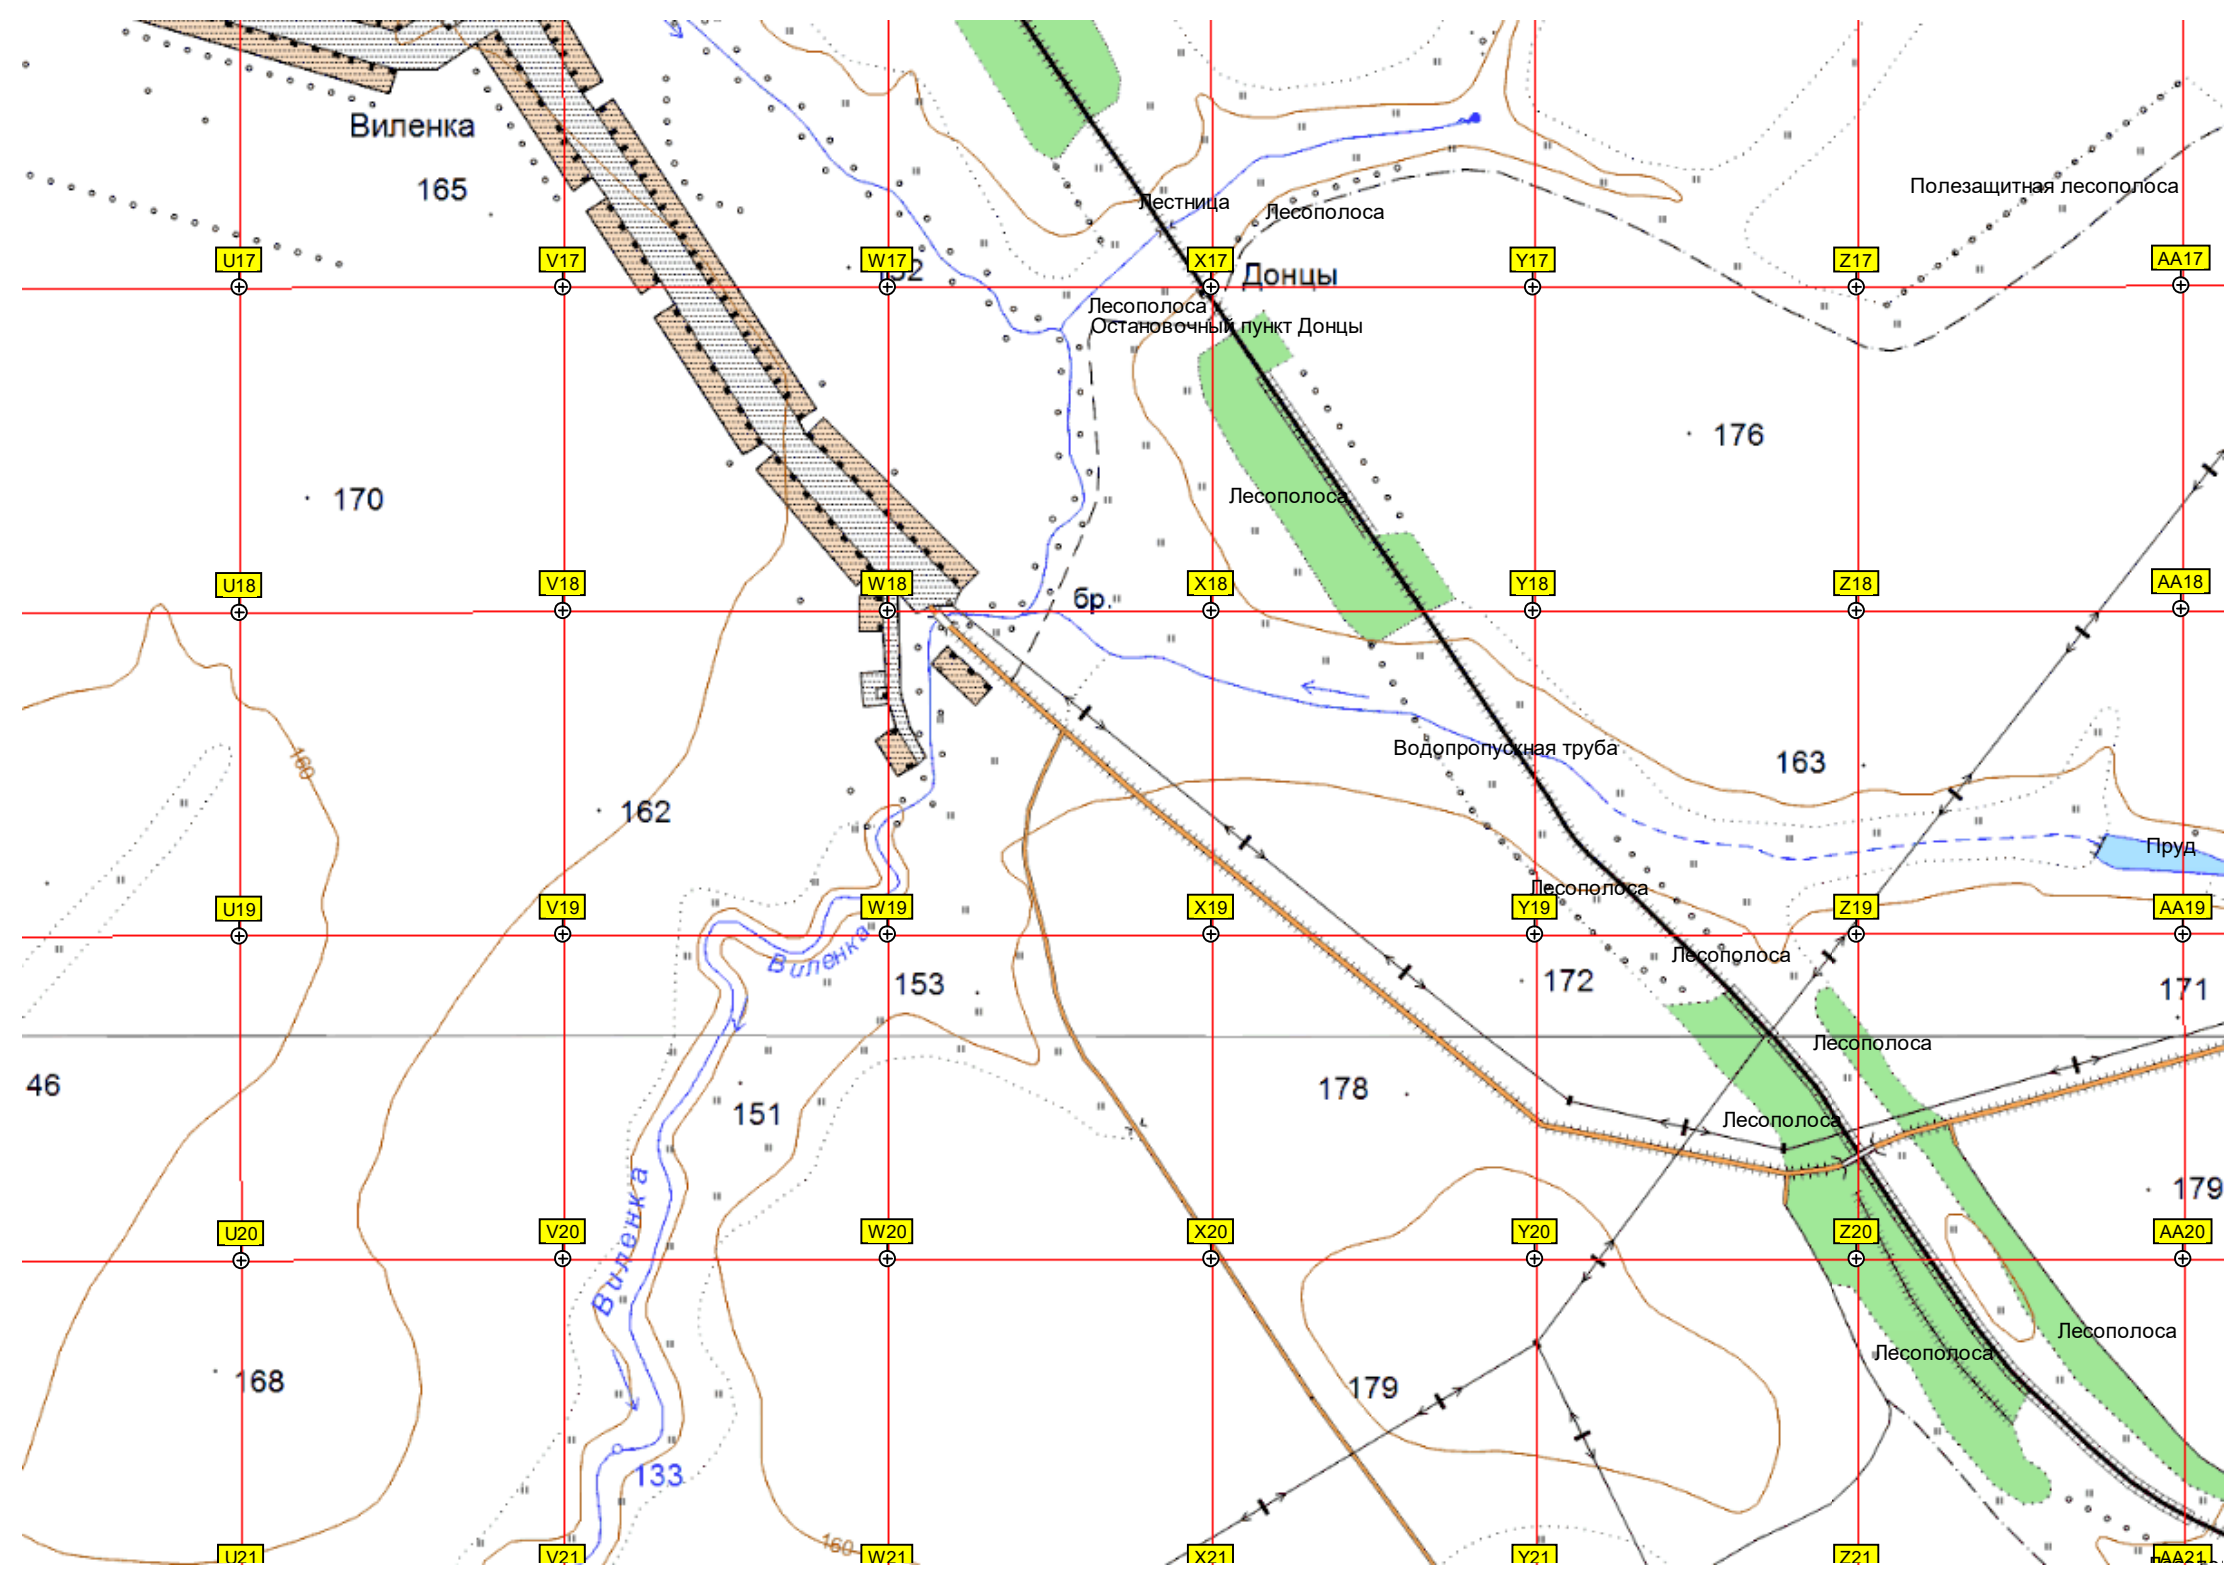 Виленка
165
Полезащитная лесополоса
Лестница
Лесополоса
U17
V17
W17
X17
Y17
Z17
AA17
Донцы
Лесополоса
Остановочный пункт Донцы
176
170
Лесополоса
U18
V18
W18
X18
Y18
Z18
AA18
бр.
160
162
Водопропускная труба
163
Пруд
Лесополоса
U19
V19
W19
X19
Y19
Z19
AA19
Виленка
153
172
Лесополоса
171
Лесополоса
46
151
178
Лесополоса
179
Виленка
U20
V20
W20
X20
Y20
Z20
AA20
168
179
Лесополоса
Лесополоса
133
160
U21
V21
W21
X21
Y21
Z21
AA21